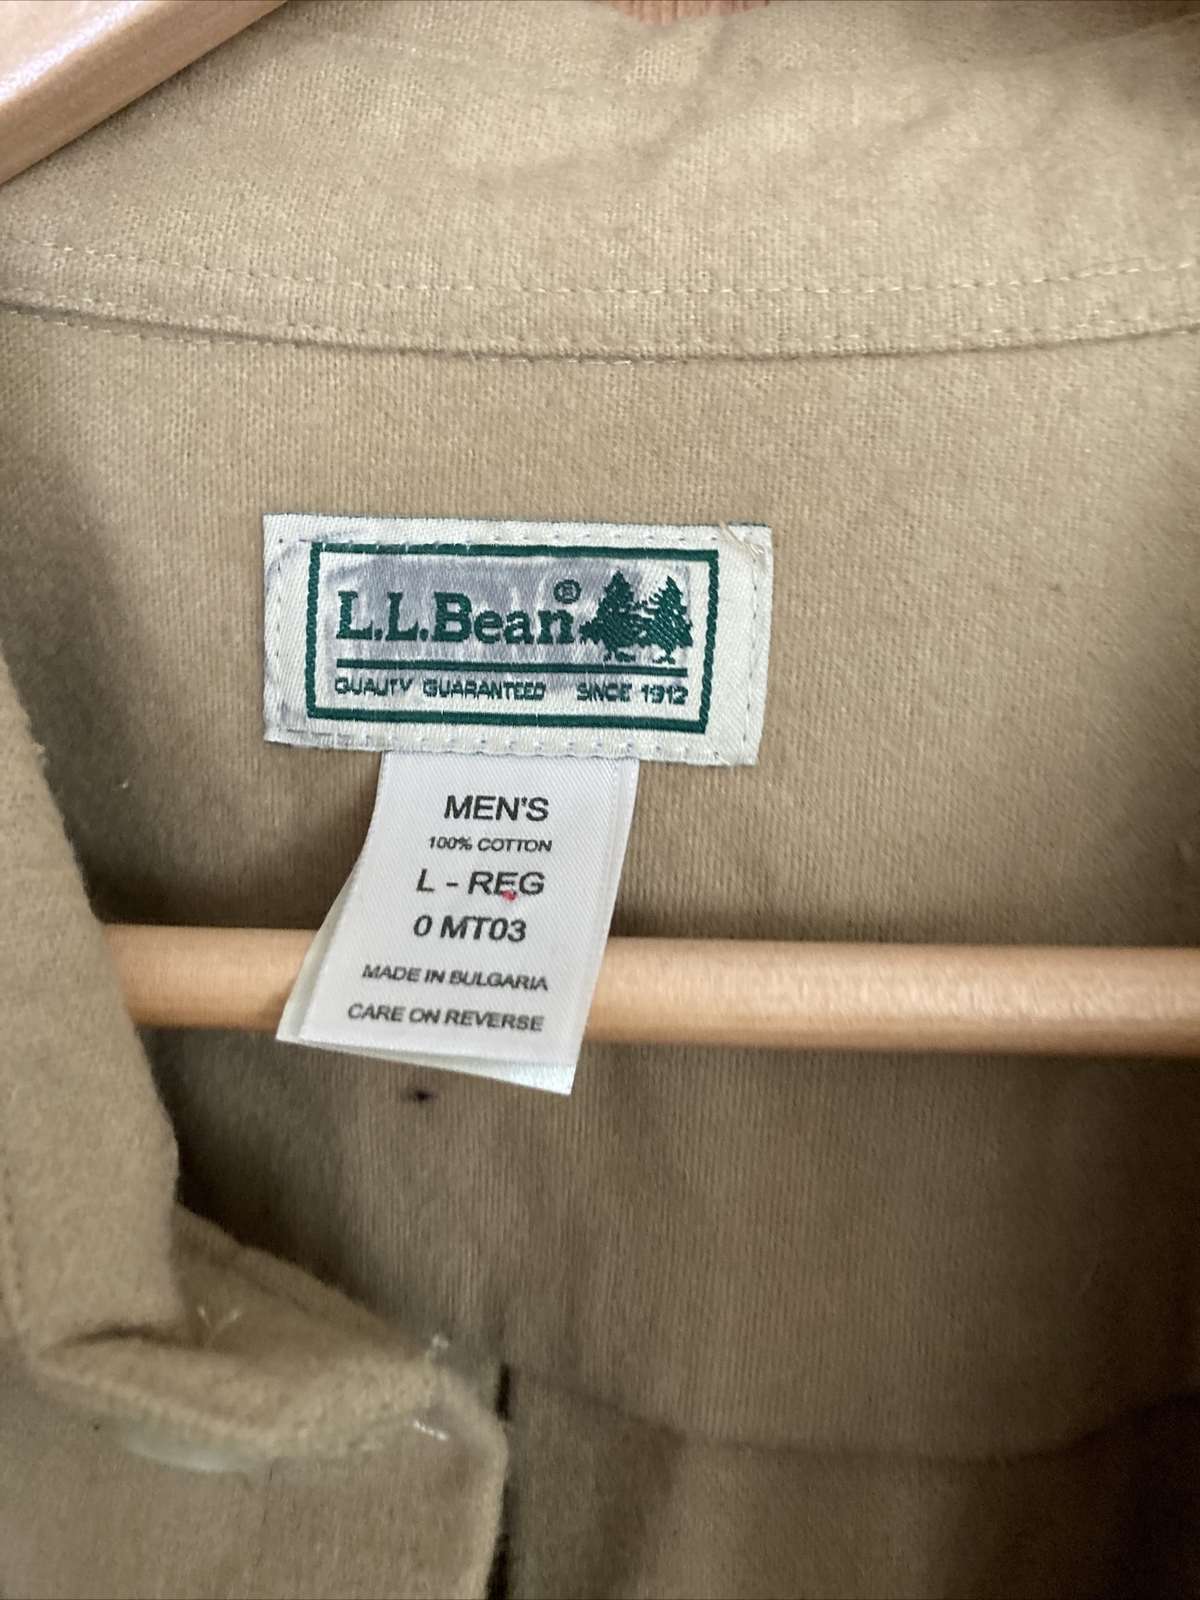 L.L.Bean®
QUALITY GUARANTEED SINCE 1912
MEN'S
100% COTTON
L - REG
0 MT03
MADE IN BULGARIA
CARE ON REVERSE